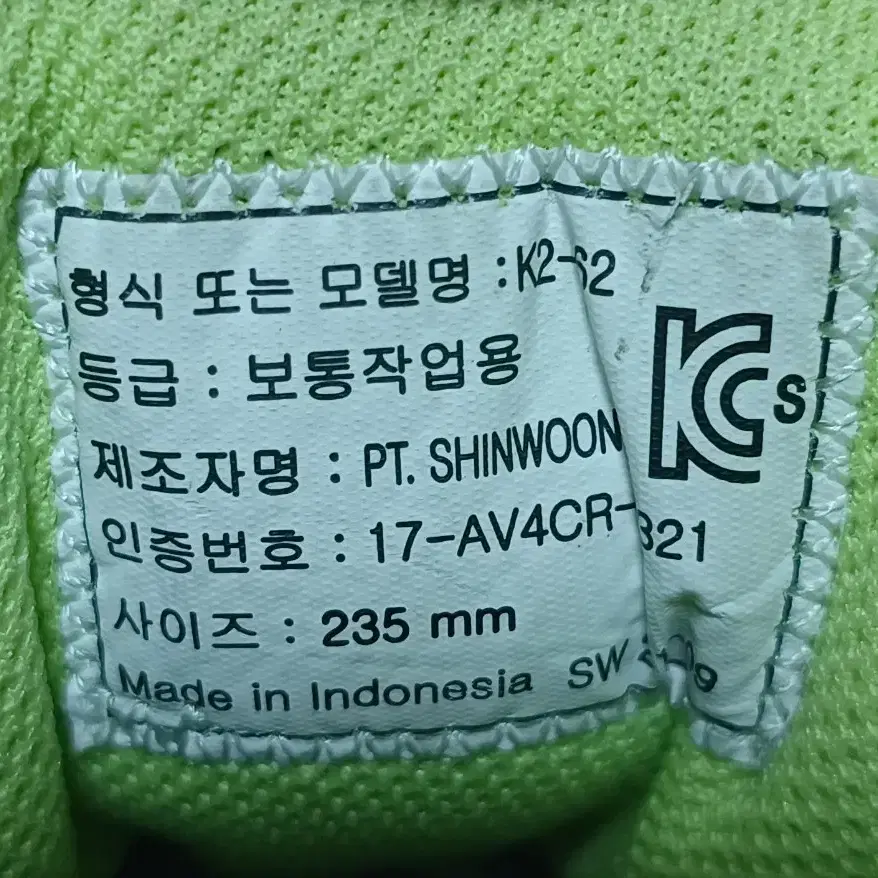 형식 또는 모델명 : K2-62
등급 : 보통작업용
제조자명 : PT. SHINWOON
인증번호 : 17-AV4CR-
사이즈 : 235 mm
Made in Indonesia SW
KCs